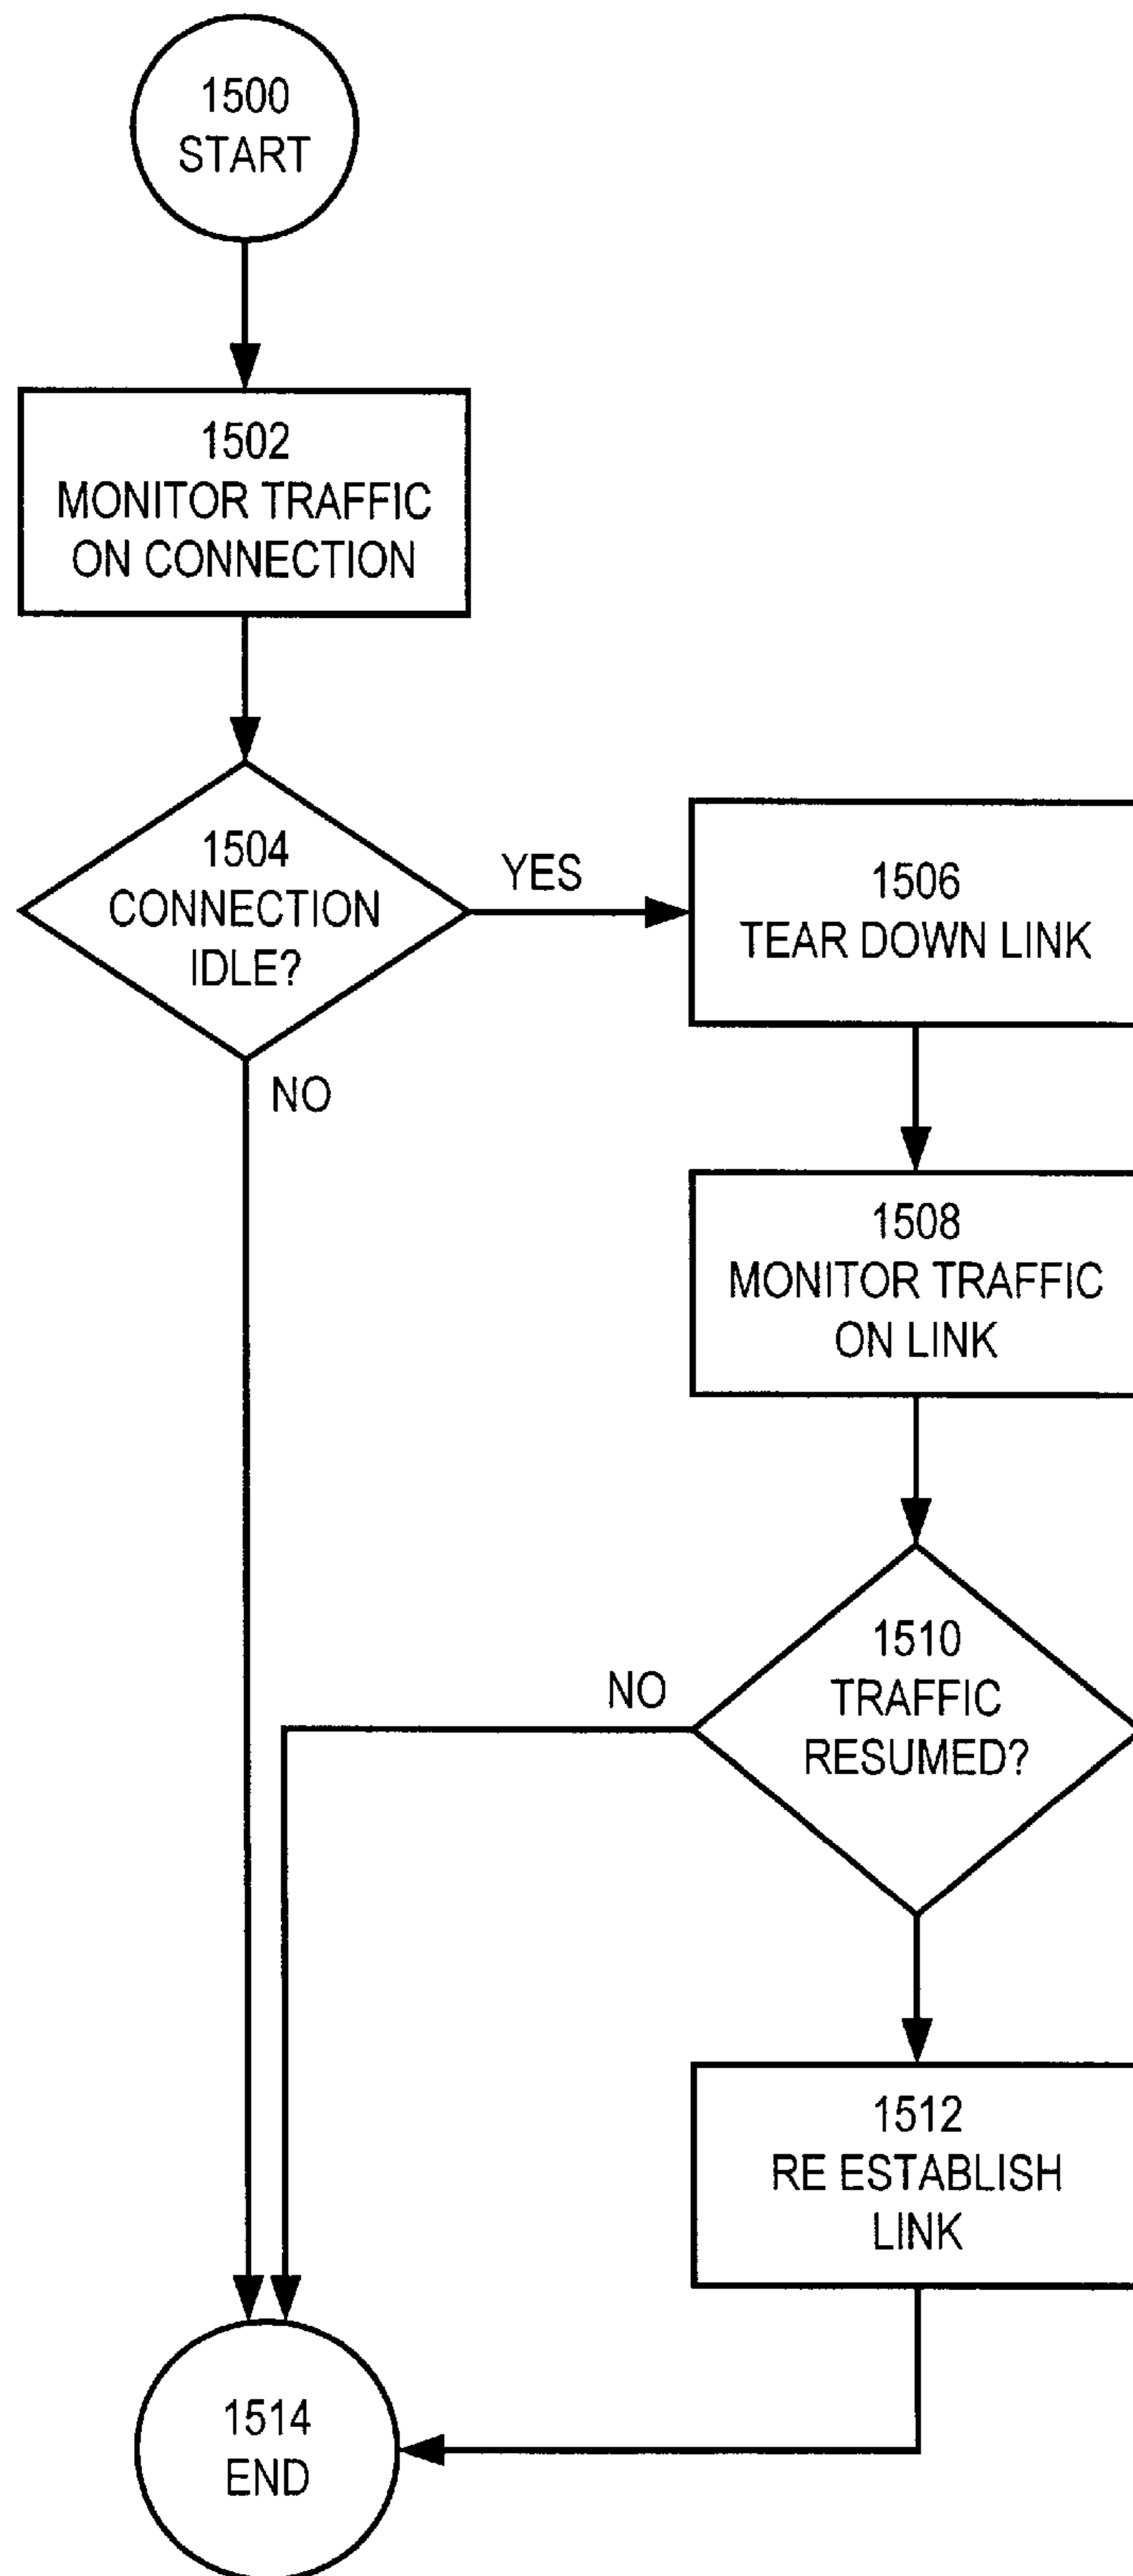 1500
START
1502
MONITOR TRAFFIC
ON CONNECTION
1504
CONNECTION
IDLE?
YES
NO
1506
TEAR DOWN LINK
1508
MONITOR TRAFFIC
ON LINK
1510
TRAFFIC
RESUMED?
NO
1512
RE ESTABLISH
LINK
1514
END